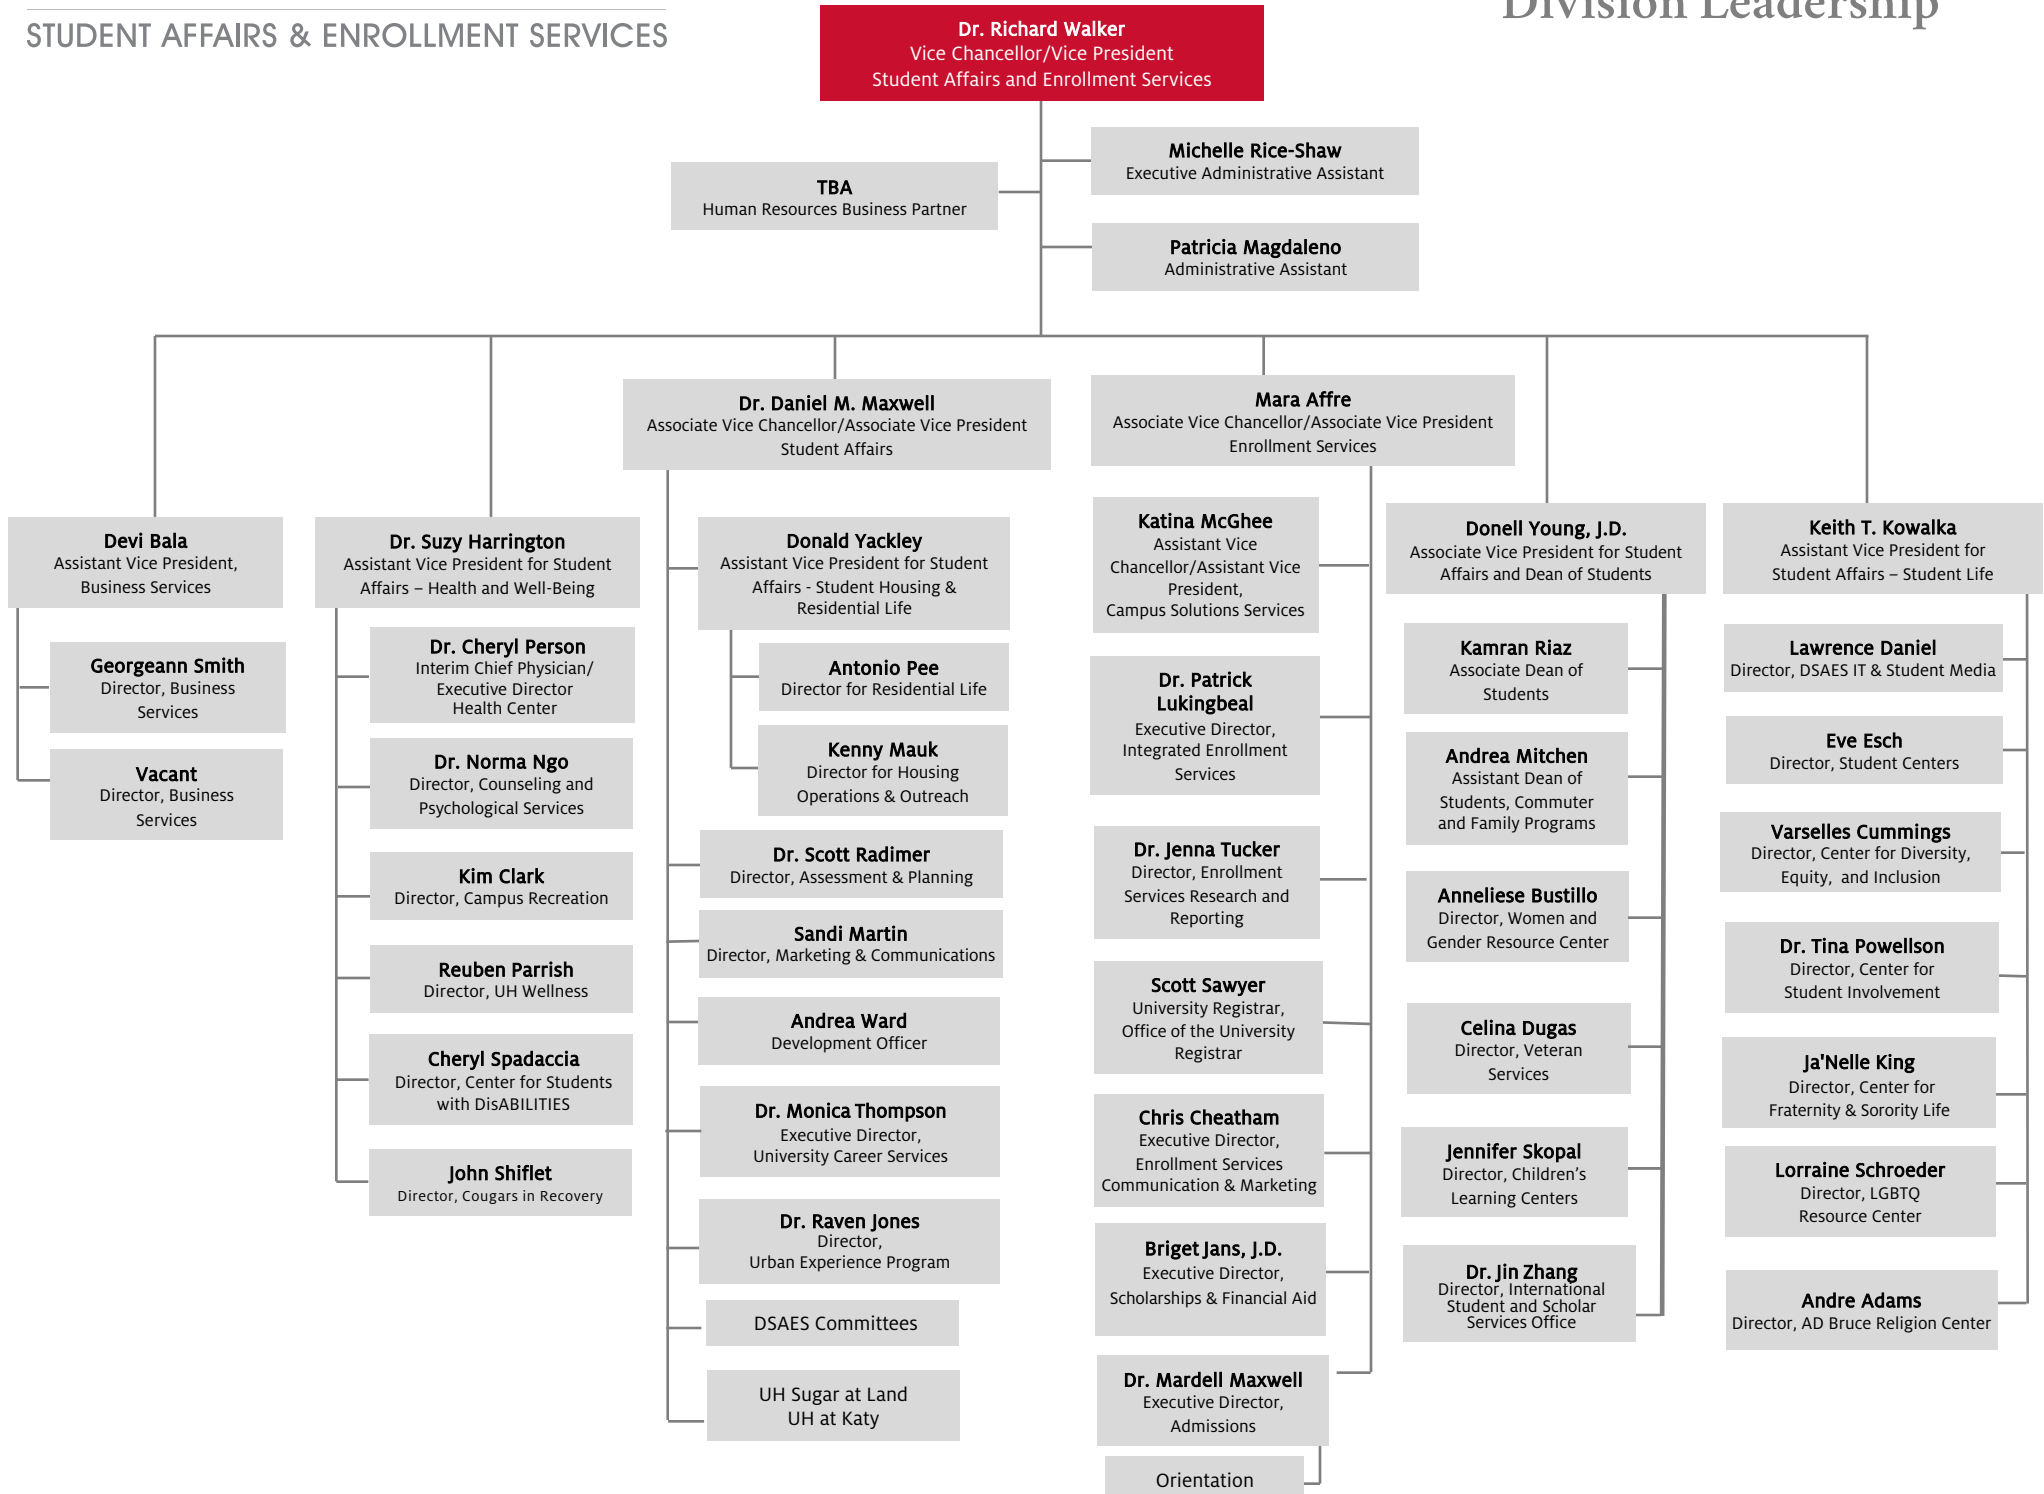 STUDENT AFFAIRS & ENROLLMENT SERVICES
Division Leadership
Dr. Richard Walker
Vice Chancellor/Vice President
Student Affairs and Enrollment Services
Michelle Rice-Shaw
Executive Administrative Assistant
TBA
Human Resources Business Partner
Patricia Magdaleno
Administrative Assistant
Dr. Daniel M. Maxwell
Associate Vice Chancellor/Associate Vice President
Student Affairs
Mara Affre
Associate Vice Chancellor/Associate Vice President
Enrollment Services
Devi Bala
Assistant Vice President,
Business Services
Georgeann Smith
Director, Business
Services
Vacant
Director, Business
Services
Dr. Suzy Harrington
Assistant Vice President for Student
Affairs – Health and Well-Being
Dr. Cheryl Person
Interim Chief Physician/
Executive Director
Health Center
Dr. Norma Ngo
Director, Counseling and
Psychological Services
Kim Clark
Director, Campus Recreation
Reuben Parrish
Director, UH Wellness
Cheryl Spadaccia
Director, Center for Students
with DisABILITIES
John Shiflet
Director, Cougars in Recovery
Donald Yackley
Assistant Vice President for Student
Affairs - Student Housing &
Residential Life
Antonio Pee
Director for Residential Life
Kenny Mauk
Director for Housing
Operations & Outreach
Dr. Scott Radimer
Director, Assessment & Planning
Sandi Martin
Director, Marketing & Communications
Andrea Ward
Development Officer
Dr. Monica Thompson
Executive Director,
University Career Services
Dr. Raven Jones
Director,
Urban Experience Program
DSAES Committees
UH Sugar at Land
UH at Katy
Katina McGhee
Assistant Vice
Chancellor/Assistant Vice
President,
Campus Solutions Services
Dr. Patrick
Lukingbeal
Executive Director,
Integrated Enrollment
Services
Dr. Jenna Tucker
Director, Enrollment
Services Research and
Reporting
Scott Sawyer
University Registrar,
Office of the University
Registrar
Chris Cheatham
Executive Director,
Enrollment Services
Communication & Marketing
Briget Jans, J.D.
Executive Director,
Scholarships & Financial Aid
Dr. Mardell Maxwell
Executive Director,
Admissions
Orientation
Donell Young, J.D.
Associate Vice President for Student
Affairs and Dean of Students
Kamran Riaz
Associate Dean of
Students
Andrea Mitchen
Assistant Dean of
Students, Commuter
and Family Programs
Anneliese Bustillo
Director, Women and
Gender Resource Center
Celina Dugas
Director, Veteran
Services
Jennifer Skopal
Director, Children’s
Learning Centers
Dr. Jin Zhang
Director, International
Student and Scholar
Services Office
Keith T. Kowalka
Assistant Vice President for
Student Affairs – Student Life
Lawrence Daniel
Director, DSAES IT & Student Media
Eve Esch
Director, Student Centers
Varselles Cummings
Director, Center for Diversity,
Equity, and Inclusion
Dr. Tina Powellson
Director, Center for
Student Involvement
Ja'Nelle King
Director, Center for
Fraternity & Sorority Life
Lorraine Schroeder
Director, LGBTQ
Resource Center
Andre Adams
Director, AD Bruce Religion Center